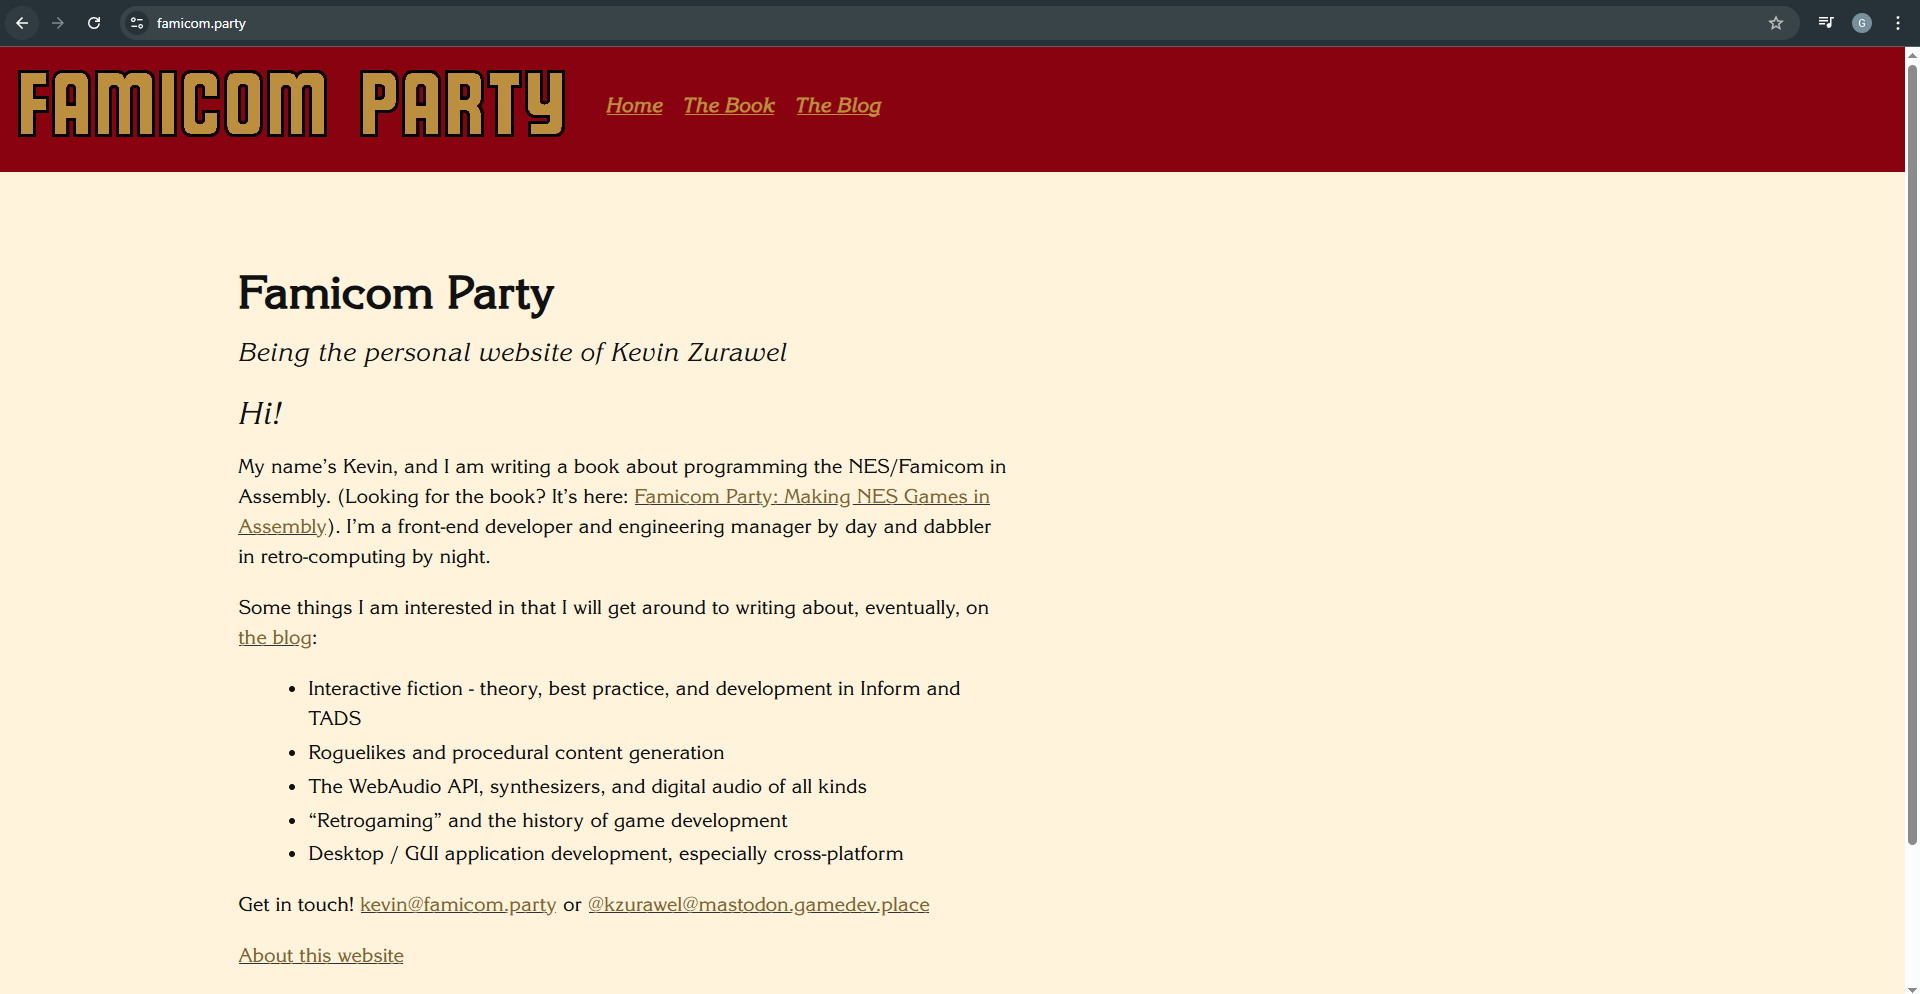 famicom.party
G
FAMICOM PARTY
Home The Book The Blog
Famicom Party
Being the personal website of Kevin Zurawel
Hi!
My name’s Kevin, and I am writing a book about programming the NES/Famicom in
Assembly. (Looking for the book? It’s here: Famicom Party: Making NES Games in
Assembly). I’m a front-end developer and engineering manager by day and dabbler
in retro-computing by night.
Some things I am interested in that I will get around to writing about, eventually, on
the blog:
• Interactive fiction - theory, best practice, and development in Inform and
TADS
• Roguelikes and procedural content generation
• The WebAudio API, synthesizers, and digital audio of all kinds
• “Retrogaming” and the history of game development
• Desktop / GUI application development, especially cross-platform
Get in touch! kevin@famicom.party or @kzurawel@mastodon.gamedev.place
About this website